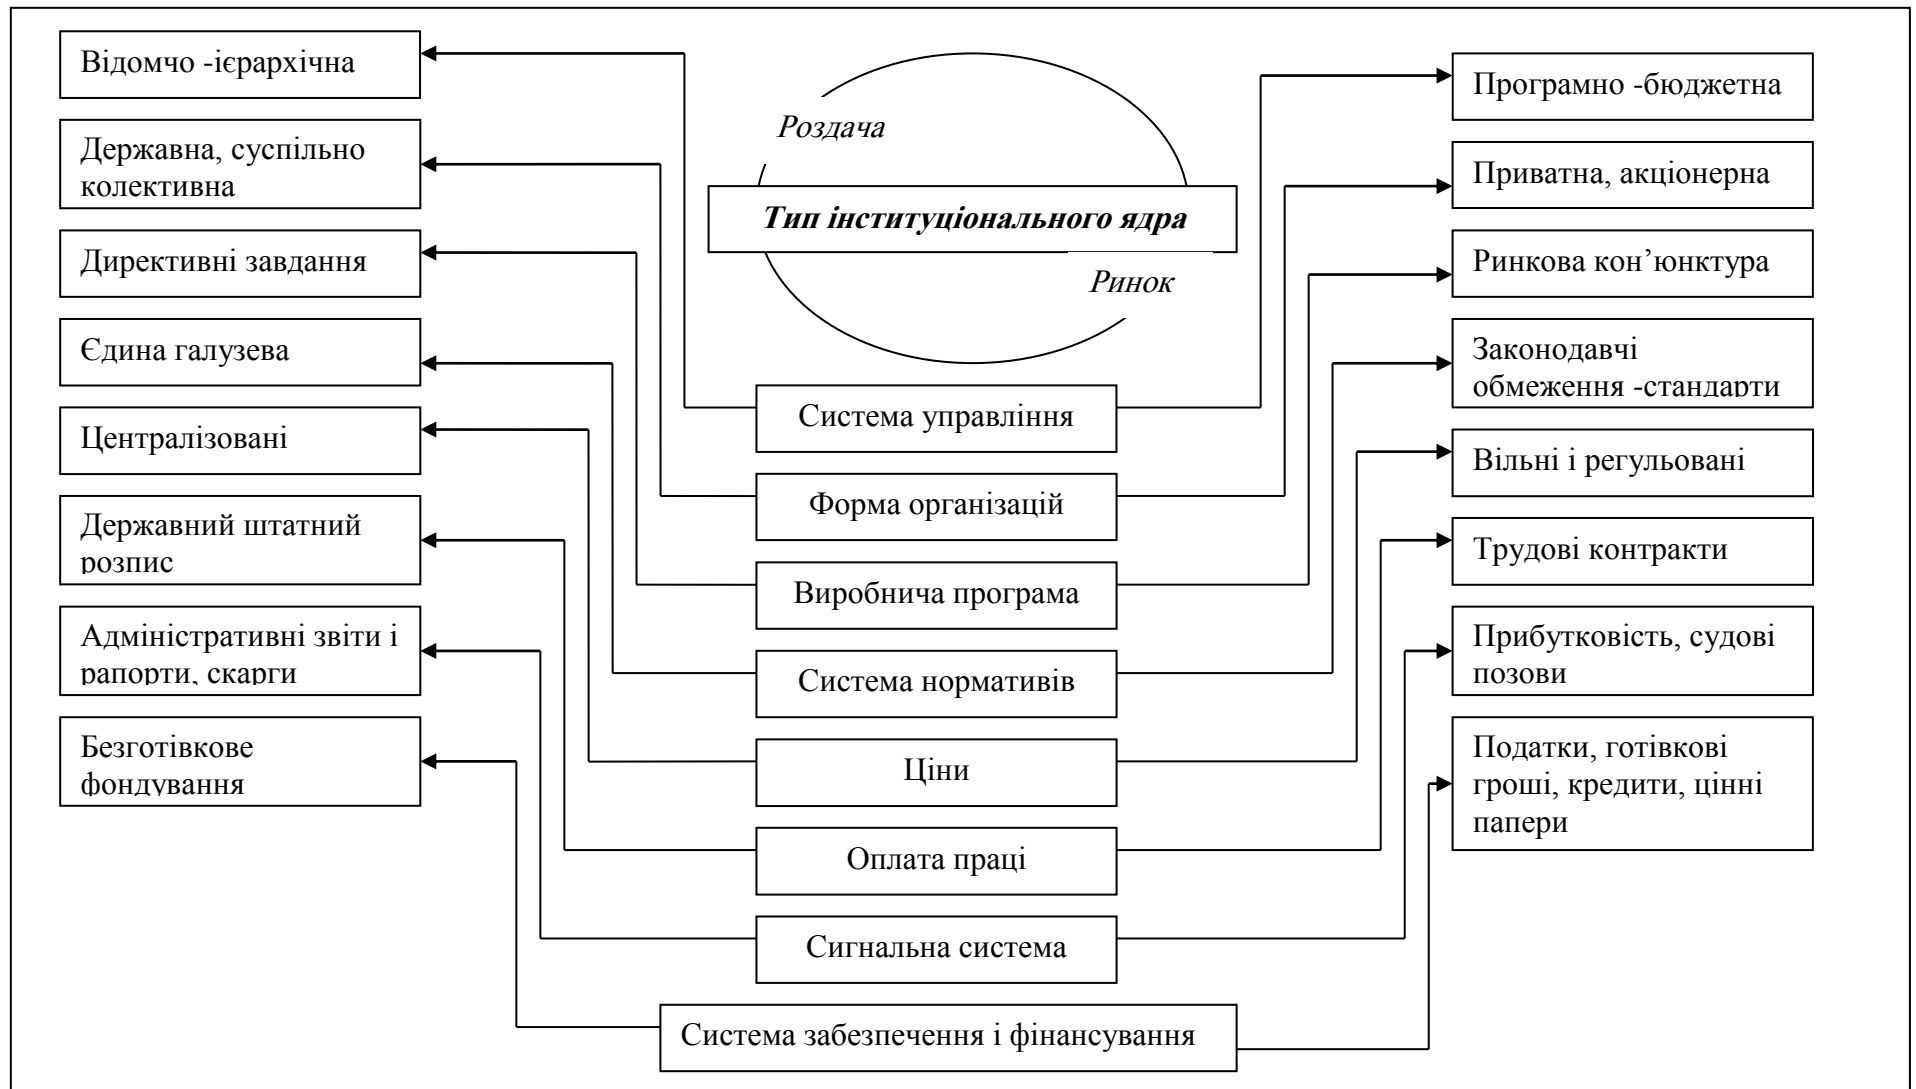 Відомчо -ієрархічна
Державна, суспільно
колективна
Директивні завдання
Єдина галузева
Централізовані
Державний штатний
розпис
Адміністративні звіти і
рапорти, скарги
Безготівкове
фондування
Роздача
Тип інституціонального ядра
Ринок
Система управління
Форма організацій
Виробнича програма
Система нормативів
Ціни
Оплата праці
Сигнальна система
Система забезпечення і фінансування
Програмно -бюджетна
Приватна, акціонерна
Ринкова кон’юнктура
Законодавчі
обмеження -стандарти
Вільні і регульовані
Трудові контракти
Прибутковість, судові
позови
Податки, готівкові
гроші, кредити, цінні
папери